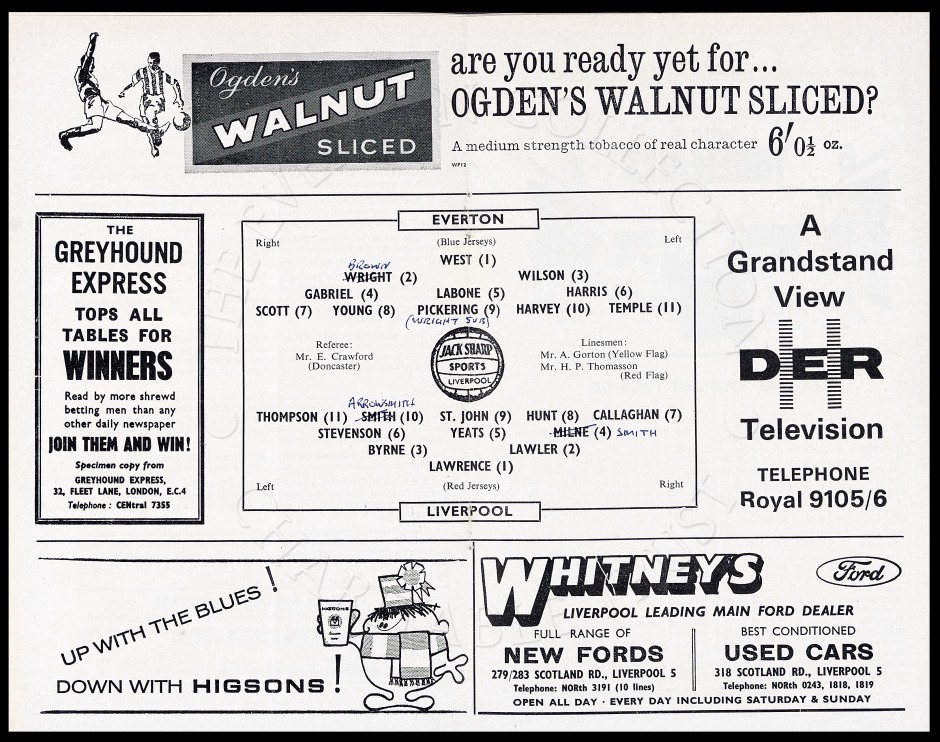 Ogden's
WALNUT
SLICED
are you ready yet for...
OGDEN'S WALNUT SLICED?
A medium strength tobacco of real character 6'0½ oz.
WP12
THE
GREYHOUND
EXPRESS
TOPS ALL
TABLES FOR
WINNERS
Read by more shrewd
betting men than any
other daily newspaper
JOIN THEM AND WIN!
Specimen copy from
GREYHOUND EXPRESS,
32, FLEET LANE, LONDON, E.C.4
Telephone: CENtral 7355
EVERTON
Right (Blue Jerseys) Left
WEST (1)
BROWN
WRIGHT (2) WILSON (3)
GABRIEL (4) LABONE (5) HARRIS (6)
SCOTT (7) YOUNG (8) PICKERING (9) HARVEY (10) TEMPLE (11)
(WRIGHT SUB)
Referee:
Mr. E. Crawford
(Doncaster)
JACK SHARP
SPORTS
LIVERPOOL
Linesmen:
Mr. A. Gorton (Yellow Flag)
Mr. H. P. Thomasson
(Red Flag)
ARROWSMITH
THOMPSON (11) SMITH (10) ST. JOHN (9) HUNT (8) CALLAGHAN (7)
STEVENSON (6) YEATS (5) MILNE (4) SMITH
BYRNE (3) LAWLER (2)
LAWRENCE (1)
Left (Red Jerseys) Right
LIVERPOOL
A
Grandstand
View
DER
Television
TELEPHONE
Royal 9105/6
UP WITH THE BLUES!
DOWN WITH HIGSONS!
HIGSONS
WHITNEYS
Ford
LIVERPOOL LEADING MAIN FORD DEALER
FULL RANGE OF
NEW FORDS
279/283 SCOTLAND RD., LIVERPOOL 5
Telephone: NORth 3191 (10 lines)
BEST CONDITIONED
USED CARS
318 SCOTLAND RD., LIVERPOOL 5
Telephone: NORth 0243, 1818, 1819
OPEN ALL DAY · EVERY DAY INCLUDING SATURDAY & SUNDAY